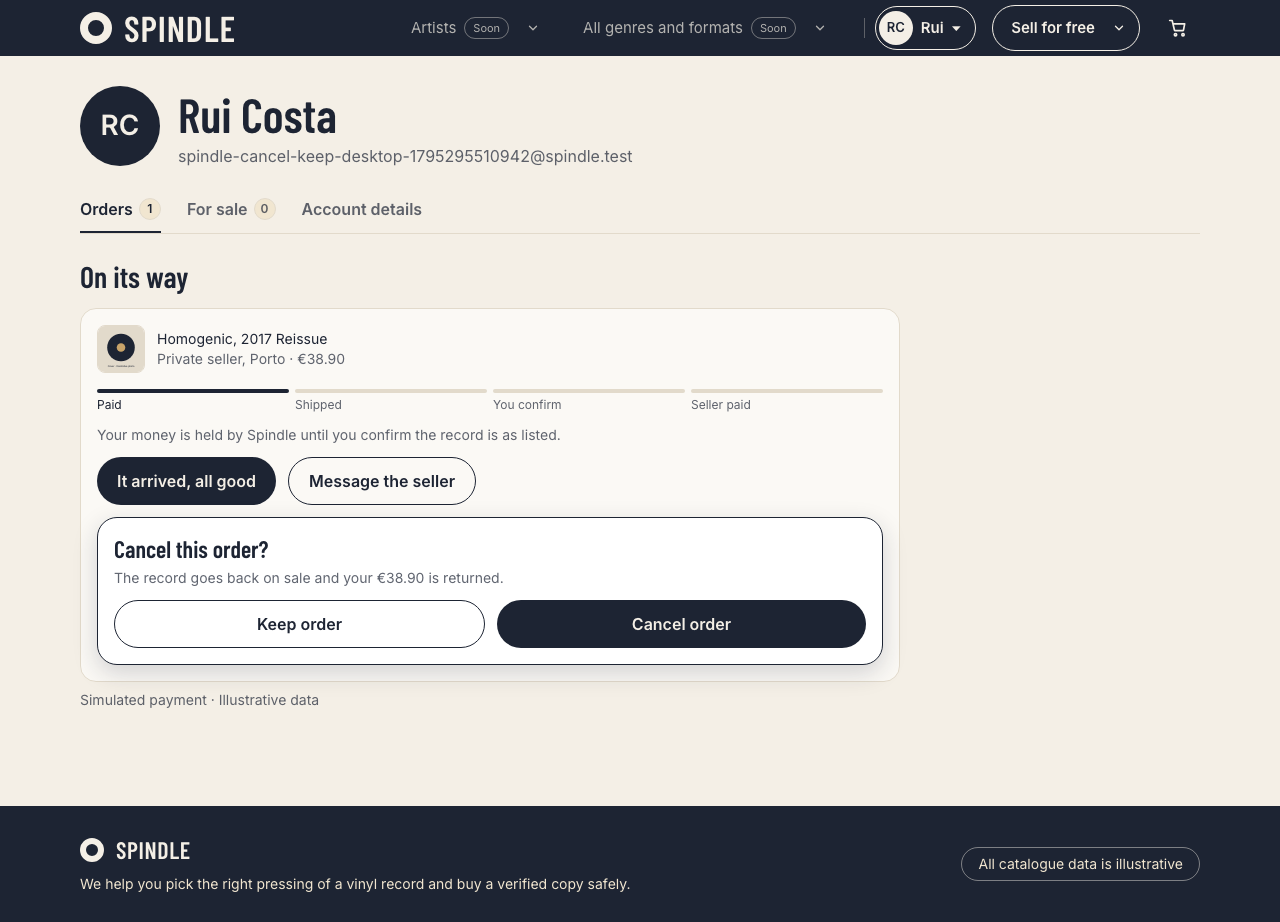 SPINDLE
Artists Soon
All genres and formats Soon
RC Rui
Sell for free
RC
Rui Costa
spindle-cancel-keep-desktop-1795295510942@spindle.test
Orders 1
For sale 0
Account details
On its way
Homogenic, 2017 Reissue
Private seller, Porto · €38.90
Paid
Shipped
You confirm
Seller paid
Your money is held by Spindle until you confirm the record is as listed.
It arrived, all good
Message the seller
Cancel this order?
The record goes back on sale and your €38.90 is returned.
Keep order
Cancel order
Simulated payment · Illustrative data
SPINDLE
We help you pick the right pressing of a vinyl record and buy a verified copy safely.
All catalogue data is illustrative